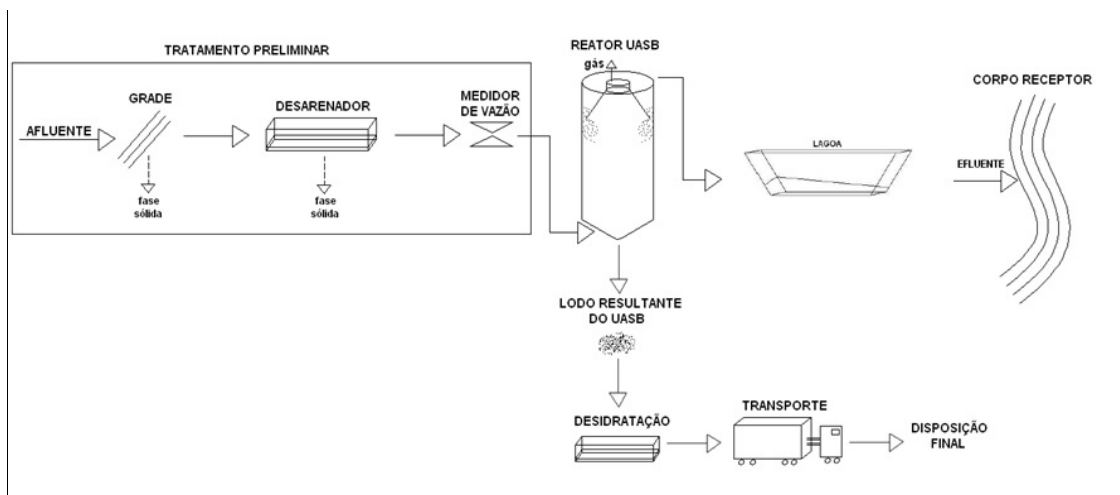 TRATAMENTO PRELIMINAR
AFLUENTE
GRADE
fase
sólida
DESARENADOR
fase
sólida
MEDIDOR
DE VAZÃO
REATOR UASB
gás
LAGOA
EFLUENTE
CORPO RECEPTOR
LODO RESULTANTE
DO UASB
DESIDRATAÇÃO
TRANSPORTE
DISPOSIÇÃO
FINAL